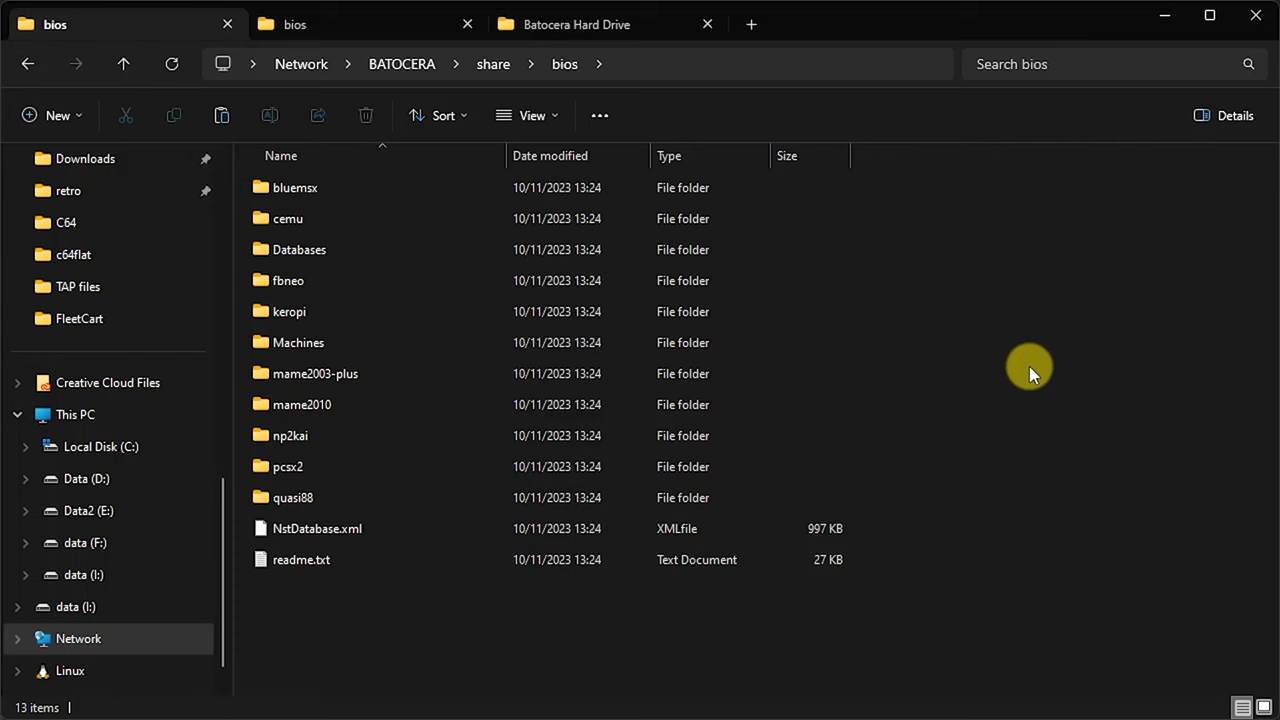 bios
bios
Batocera Hard Drive
Network
BATOCERA
share
bios
Search bios
New
Sort
View
Details
Downloads
retro
C64
c64flat
TAP files
FleetCart
Creative Cloud Files
This PC
Local Disk (C:)
Data (D:)
Data2 (E:)
data (F:)
data (I:)
data (I:)
Network
Linux
Name Date modified Type Size
bluemsx 10/11/2023 13:24 File folder
cemu 10/11/2023 13:24 File folder
Databases 10/11/2023 13:24 File folder
fbneo 10/11/2023 13:24 File folder
keropi 10/11/2023 13:24 File folder
Machines 10/11/2023 13:24 File folder
mame2003-plus 10/11/2023 13:24 File folder
mame2010 10/11/2023 13:24 File folder
np2kai 10/11/2023 13:24 File folder
pcsx2 10/11/2023 13:24 File folder
quasi88 10/11/2023 13:24 File folder
NstDatabase.xml 10/11/2023 13:24 XMLfile 997 KB
readme.txt 10/11/2023 13:24 Text Document 27 KB
13 items